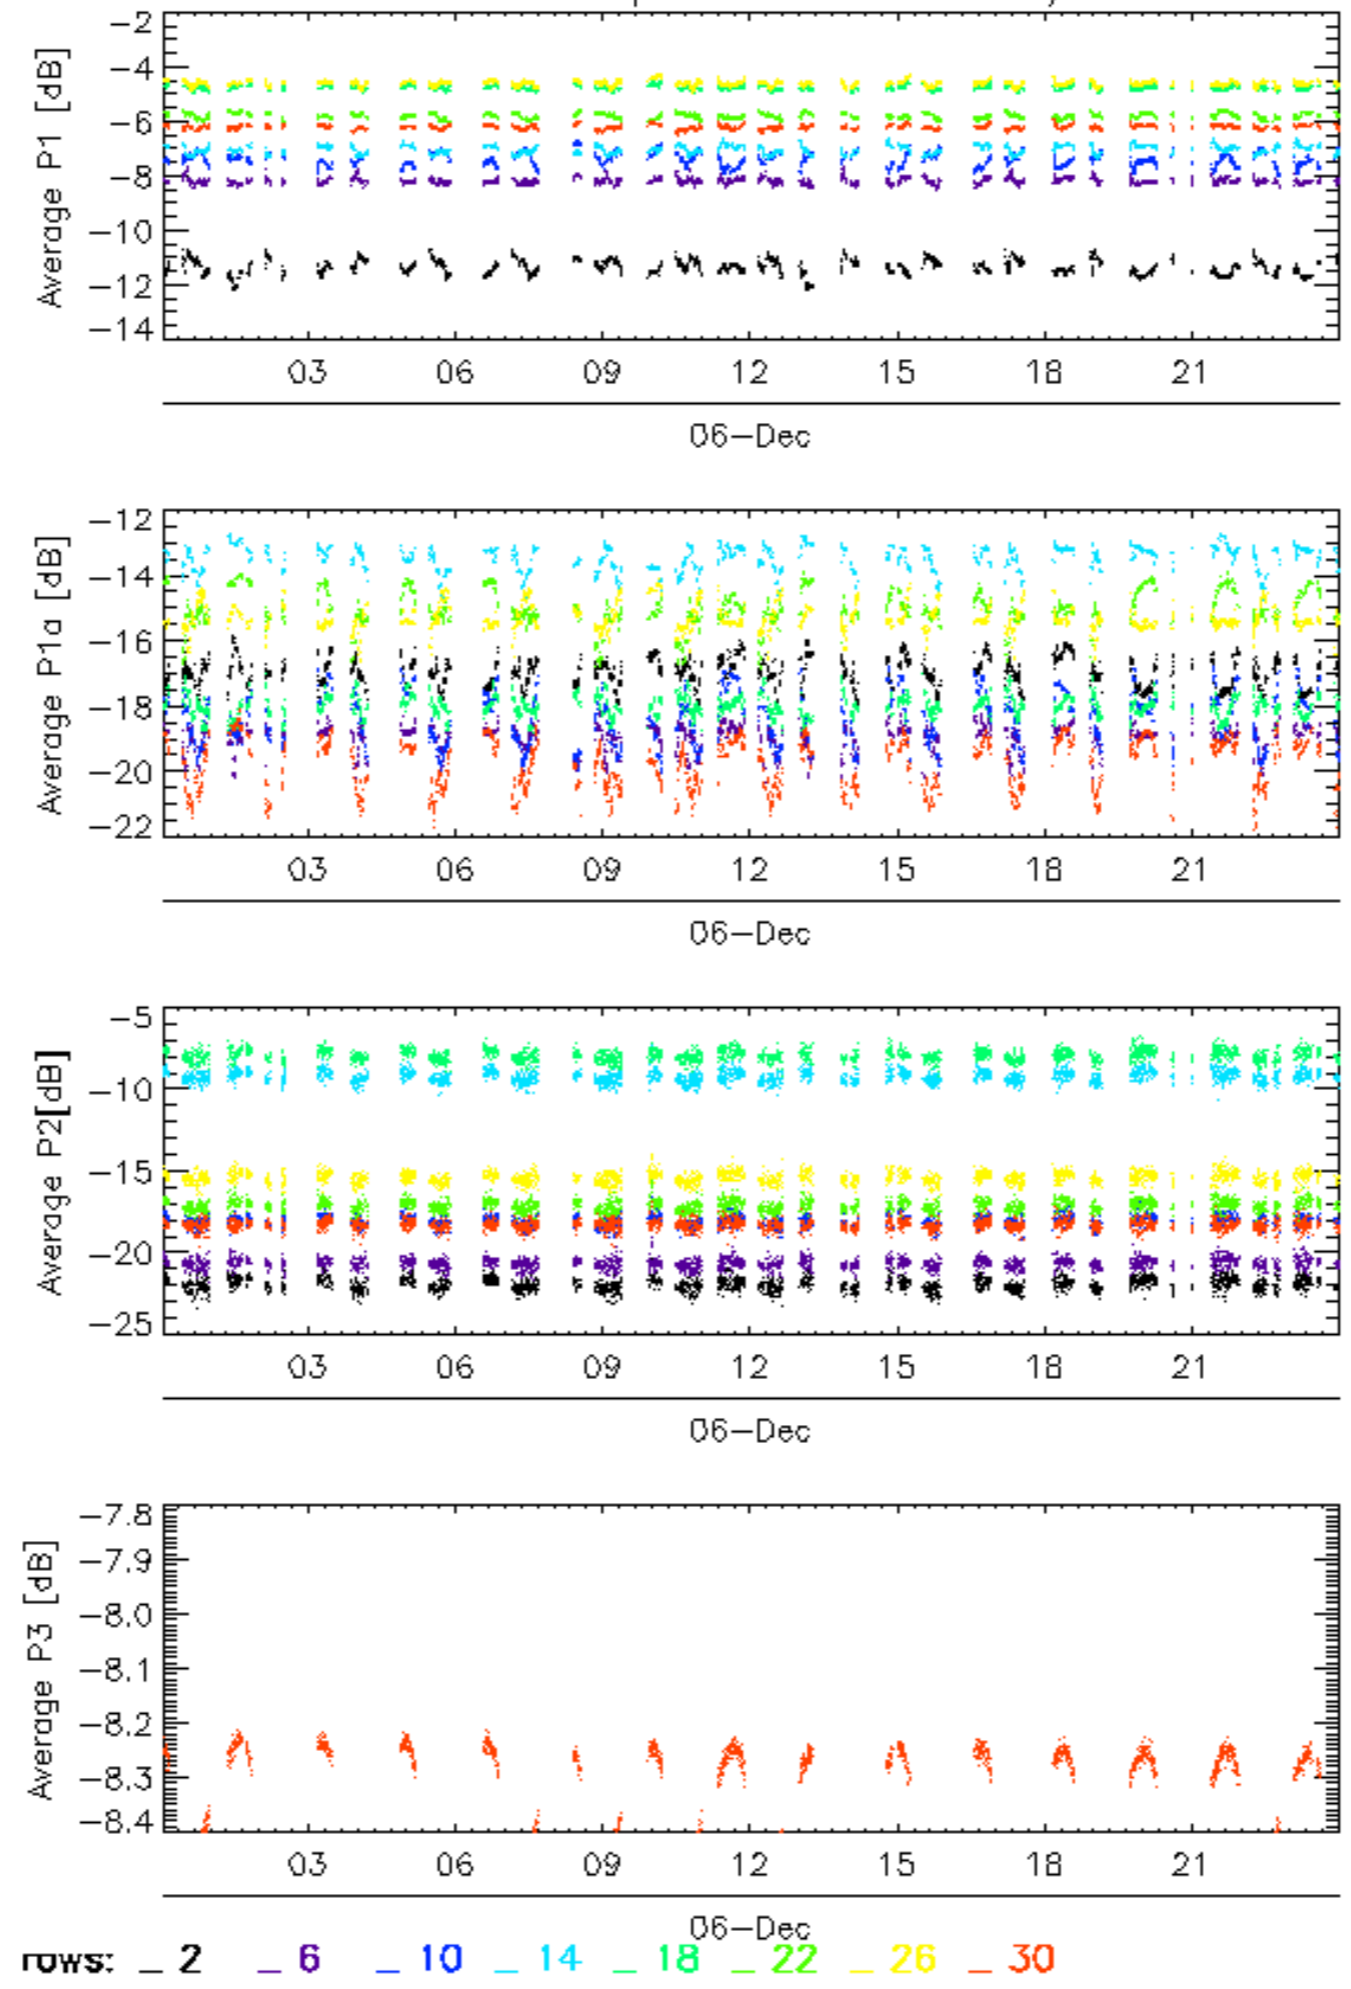 -2
-4
-6
-8
-10
-12
-14
Average P1 [dB]
03 06 09 12 15 18 21
06-Dec
-12
-14
-16
-18
-20
-22
Average P1a [dB]
03 06 09 12 15 18 21
06-Dec
-5
-10
-15
-20
-25
Average P2[dB]
03 06 09 12 15 18 21
06-Dec
-7.8
-7.9
-8.0
-8.1
-8.2
-8.3
-8.4
Average P3 [dB]
03 06 09 12 15 18 21
06-Dec
rows: _ 2 _ 6 _ 10 _ 14 _ 18 _ 22 _ 26 _ 30